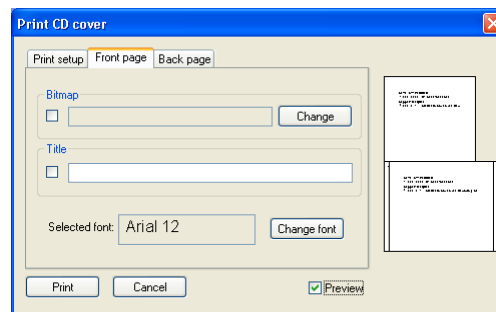 Print CD cover
Print setup Front page Back page
Bitmap
Change
Title
Selected font: Arial 12 Change font
Print Cancel Preview